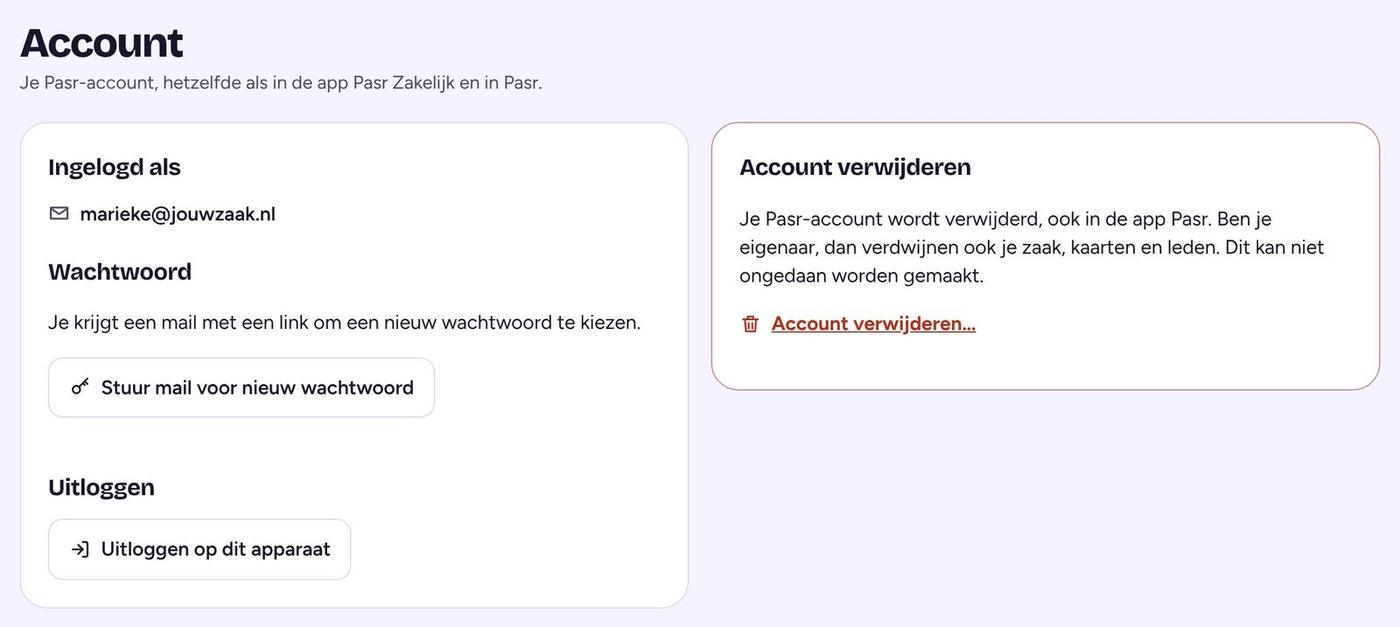 Account
Je Pasr-account, hetzelfde als in de app Pasr Zakelijk en in Pasr.
Ingelogd als
marieke@jouwzaak.nl
Wachtwoord
Je krijgt een mail met een link om een nieuw wachtwoord te kiezen.
Stuur mail voor nieuw wachtwoord
Uitloggen
Uitloggen op dit apparaat
Account verwijderen
Je Pasr-account wordt verwijderd, ook in de app Pasr. Ben je
eigenaar, dan verdwijnen ook je zaak, kaarten en leden. Dit kan niet
ongedaan worden gemaakt.
Account verwijderen...